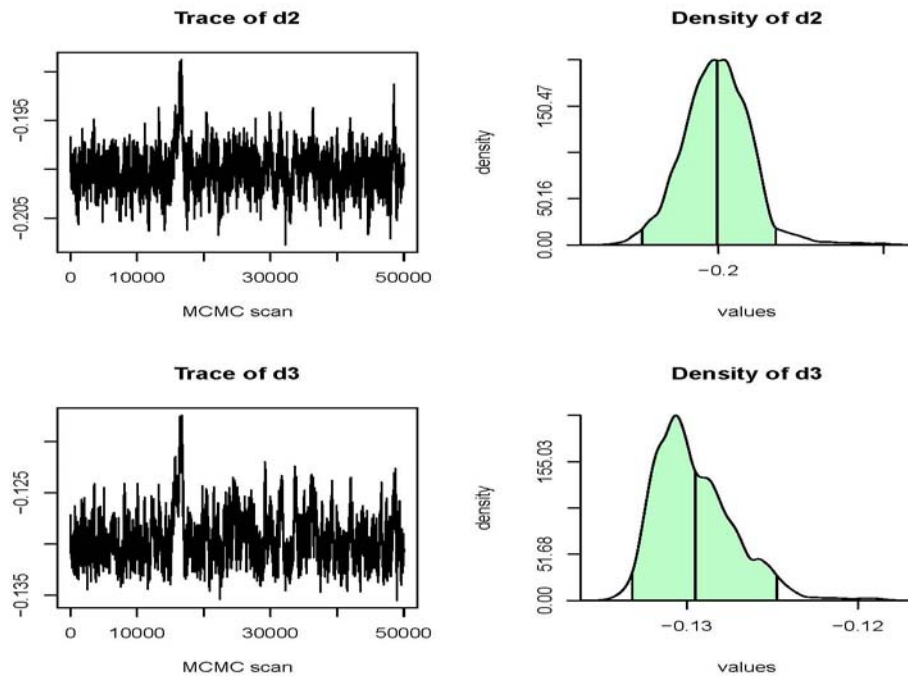 Trace of d2
−0.195
−0.205
0 10000 30000 50000
MCMC scan
Density of d2
density
150.47
50.16
0.00
−0.2
values
Trace of d3
−0.125
−0.135
0 10000 30000 50000
MCMC scan
Density of d3
density
155.03
51.68
0.00
−0.13 −0.12
values